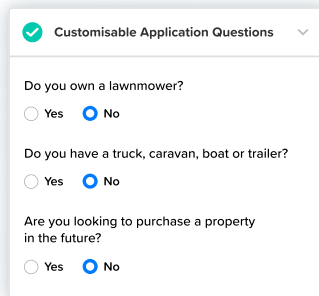 Customisable Application Questions
Do you own a lawnmower?
Yes No
Do you have a truck, caravan, boat or trailer?
Yes No
Are you looking to purchase a property
in the future?
Yes No